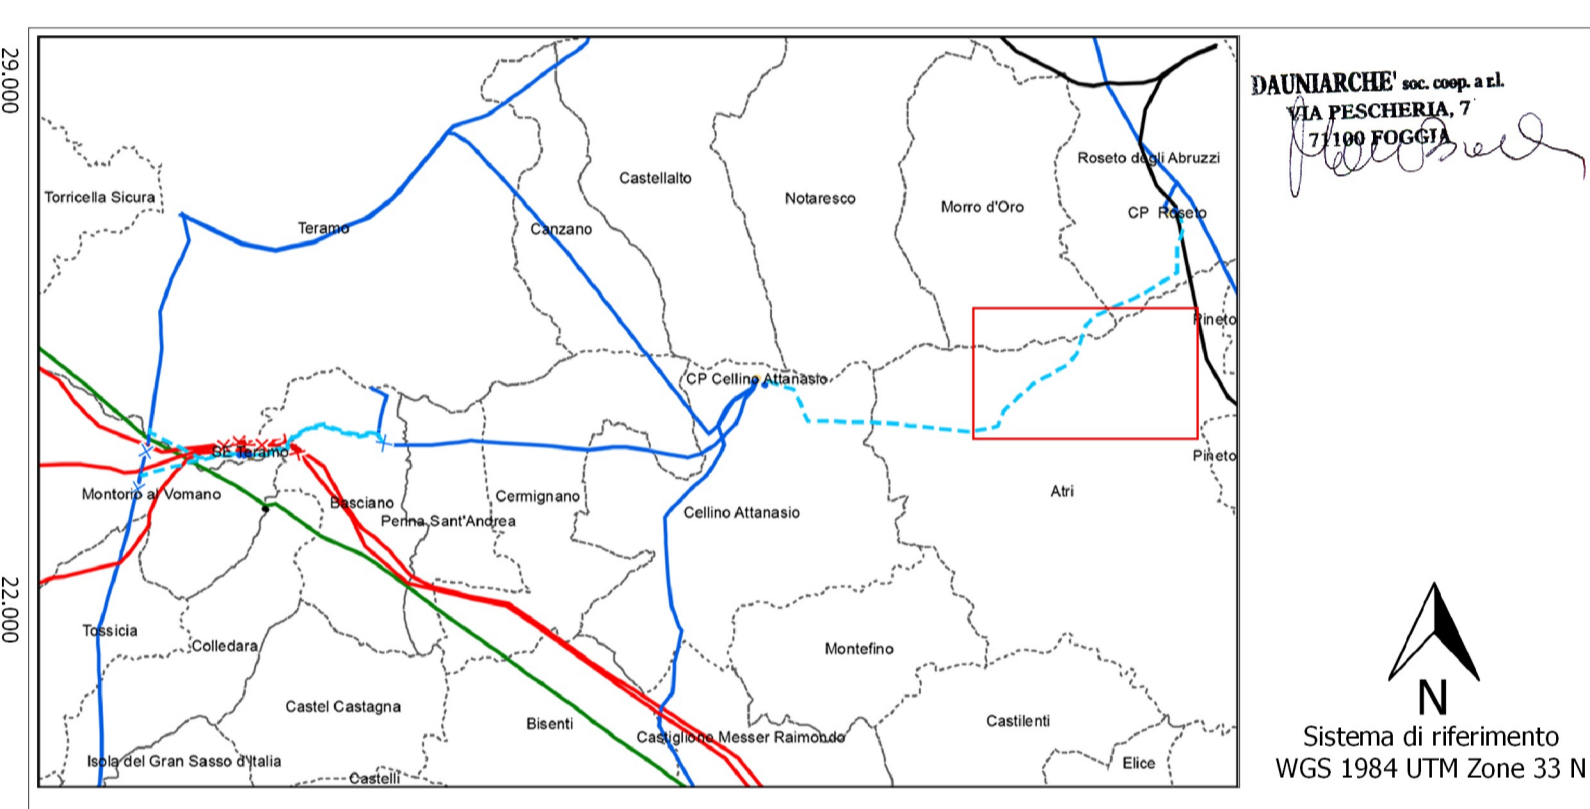 29.000
22.000
DAUNIARCHE' soc. coop. a r.l.
VIA PESCHERIA, 7
71100 FOGGIA
Roseto degli Abruzzi
Castellalto
Torricella Sicura
Notaresco
Morro d'Oro
CP Roseto
Teramo
Canzano
Pineto
CP Cellino Attanasio
SE Teramo
Pineto
Montorio al Vomano
Atri
Basciano
Cermignano
Penna Sant'Andrea
Cellino Attanasio
Tossicia
Colledara
Montefino
Castel Castagna
Bisenti
Castilenti
Castiglione Messer Raimondo
Isola del Gran Sasso d'Italia
Elice
Castelli
N
Sistema di riferimento
WGS 1984 UTM Zone 33 N